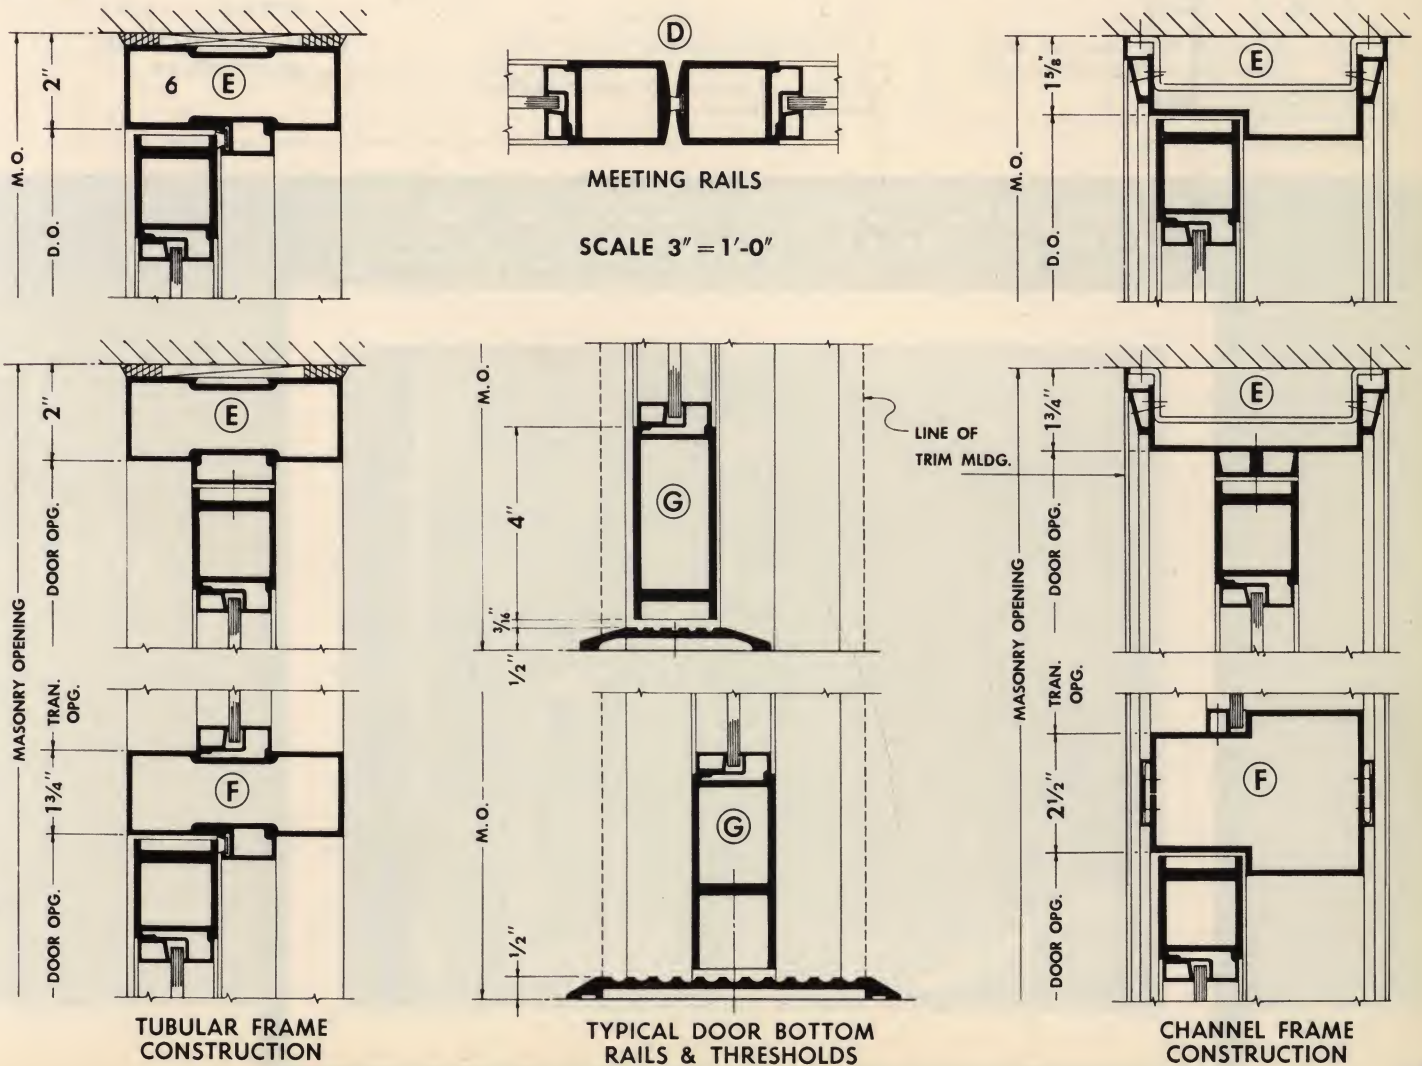 M.O.
2"
D.O.
6
E
D
MEETING RAILS
SCALE 3" = 1'-0"
M.O.
1 5/8"
D.O.
E
MASONRY OPENING
2"
DOOR OPG.
E
TRAN. OPG.
1 3/4"
DOOR OPG.
F
M.O.
4"
3/16"
1/2"
G
LINE OF
TRIM MLDG.
M.O.
1/2"
G
MASONRY OPENING
1 3/4"
DOOR OPG.
E
TRAN. OPG.
2 1/2"
DOOR OPG.
F
TUBULAR FRAME
CONSTRUCTION
TYPICAL DOOR BOTTOM
RAILS & THRESHOLDS
CHANNEL FRAME
CONSTRUCTION